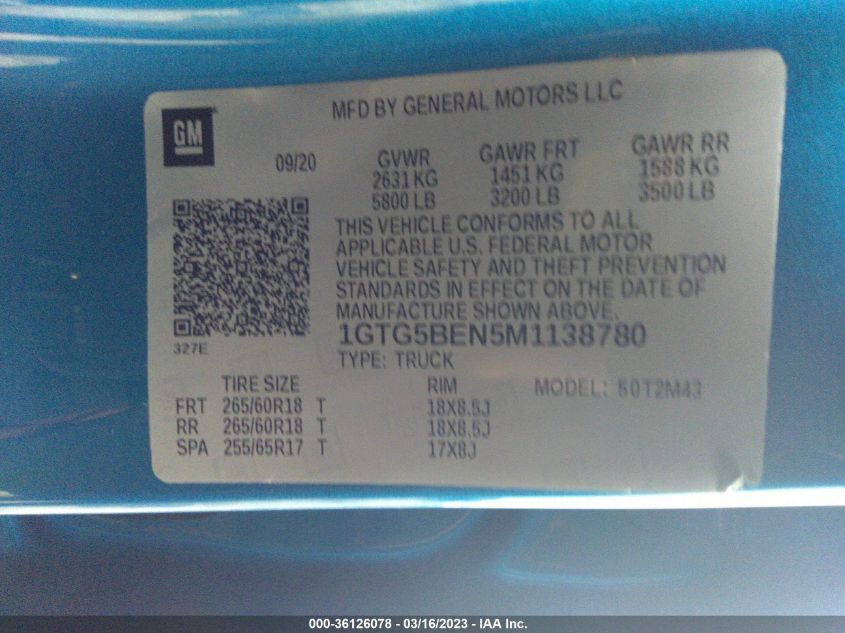 MFD BY GENERAL MOTORS LLC
GM
09/20
GVWR GAWR FRT GAWR RR
2631 KG 1451 KG 1588 KG
5800 LB 3200 LB 3500 LB
THIS VEHICLE CONFORMS TO ALL
APPLICABLE U.S. FEDERAL MOTOR
VEHICLE SAFETY AND THEFT PREVENTION
STANDARDS IN EFFECT ON THE DATE OF
MANUFACTURE SHOWN ABOVE.
1GTG5BEN5M1138780
327E
TYPE: TRUCK
TIRE SIZE RIM MODEL:
FRT 265/60R18 T 18X8.5J
RR 265/60R18 T 18X8.5J
SPA 255/65R17 T 17X8J
000-36126078 - 03/16/2023 - IAA Inc.